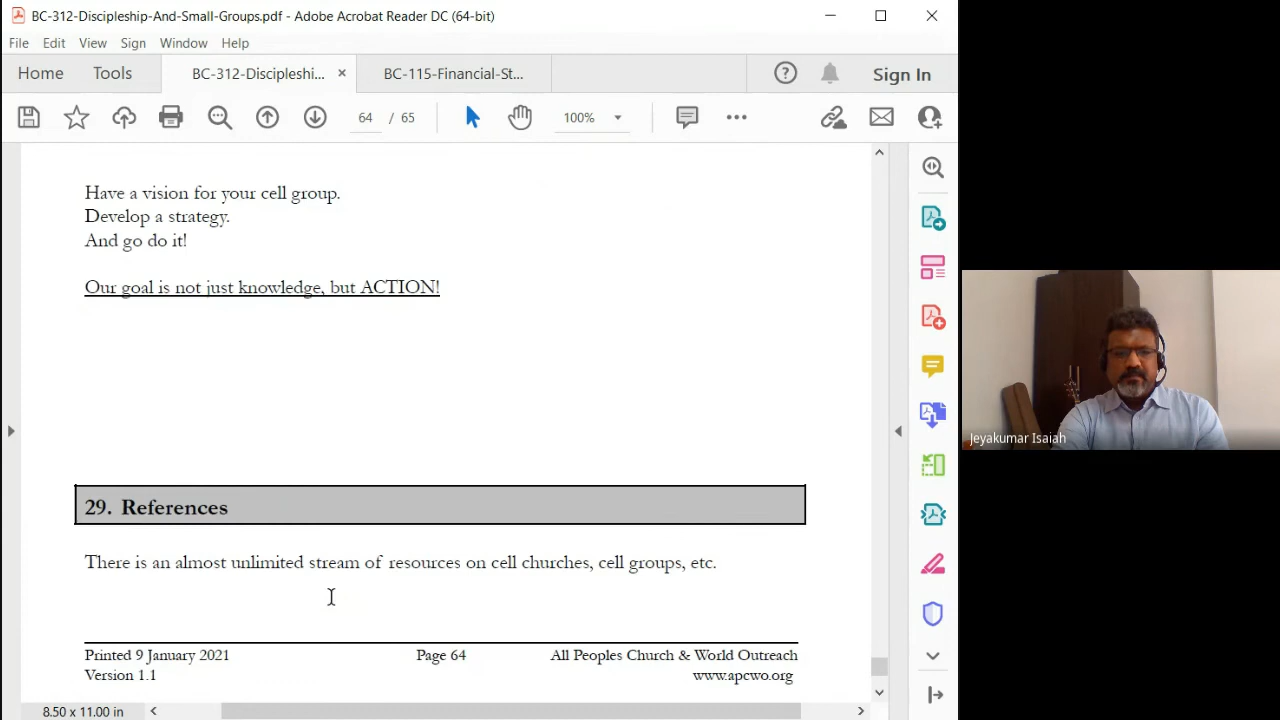 BC-312-Discipleship-And-Small-Groups.pdf - Adobe Acrobat Reader DC (64-bit)
File Edit View Sign Window Help
Home Tools BC-312-Discipleshi... × BC-115-Financial-St... Sign In
64 / 65 100%
Have a vision for your cell group.
Develop a strategy.
And go do it!
Our goal is not just knowledge, but ACTION!
Jeyakumar Isaiah
29. References
There is an almost unlimited stream of resources on cell churches, cell groups, etc.
Printed 9 January 2021 Page 64 All Peoples Church & World Outreach
Version 1.1 www.apcwo.org
8.50 x 11.00 in